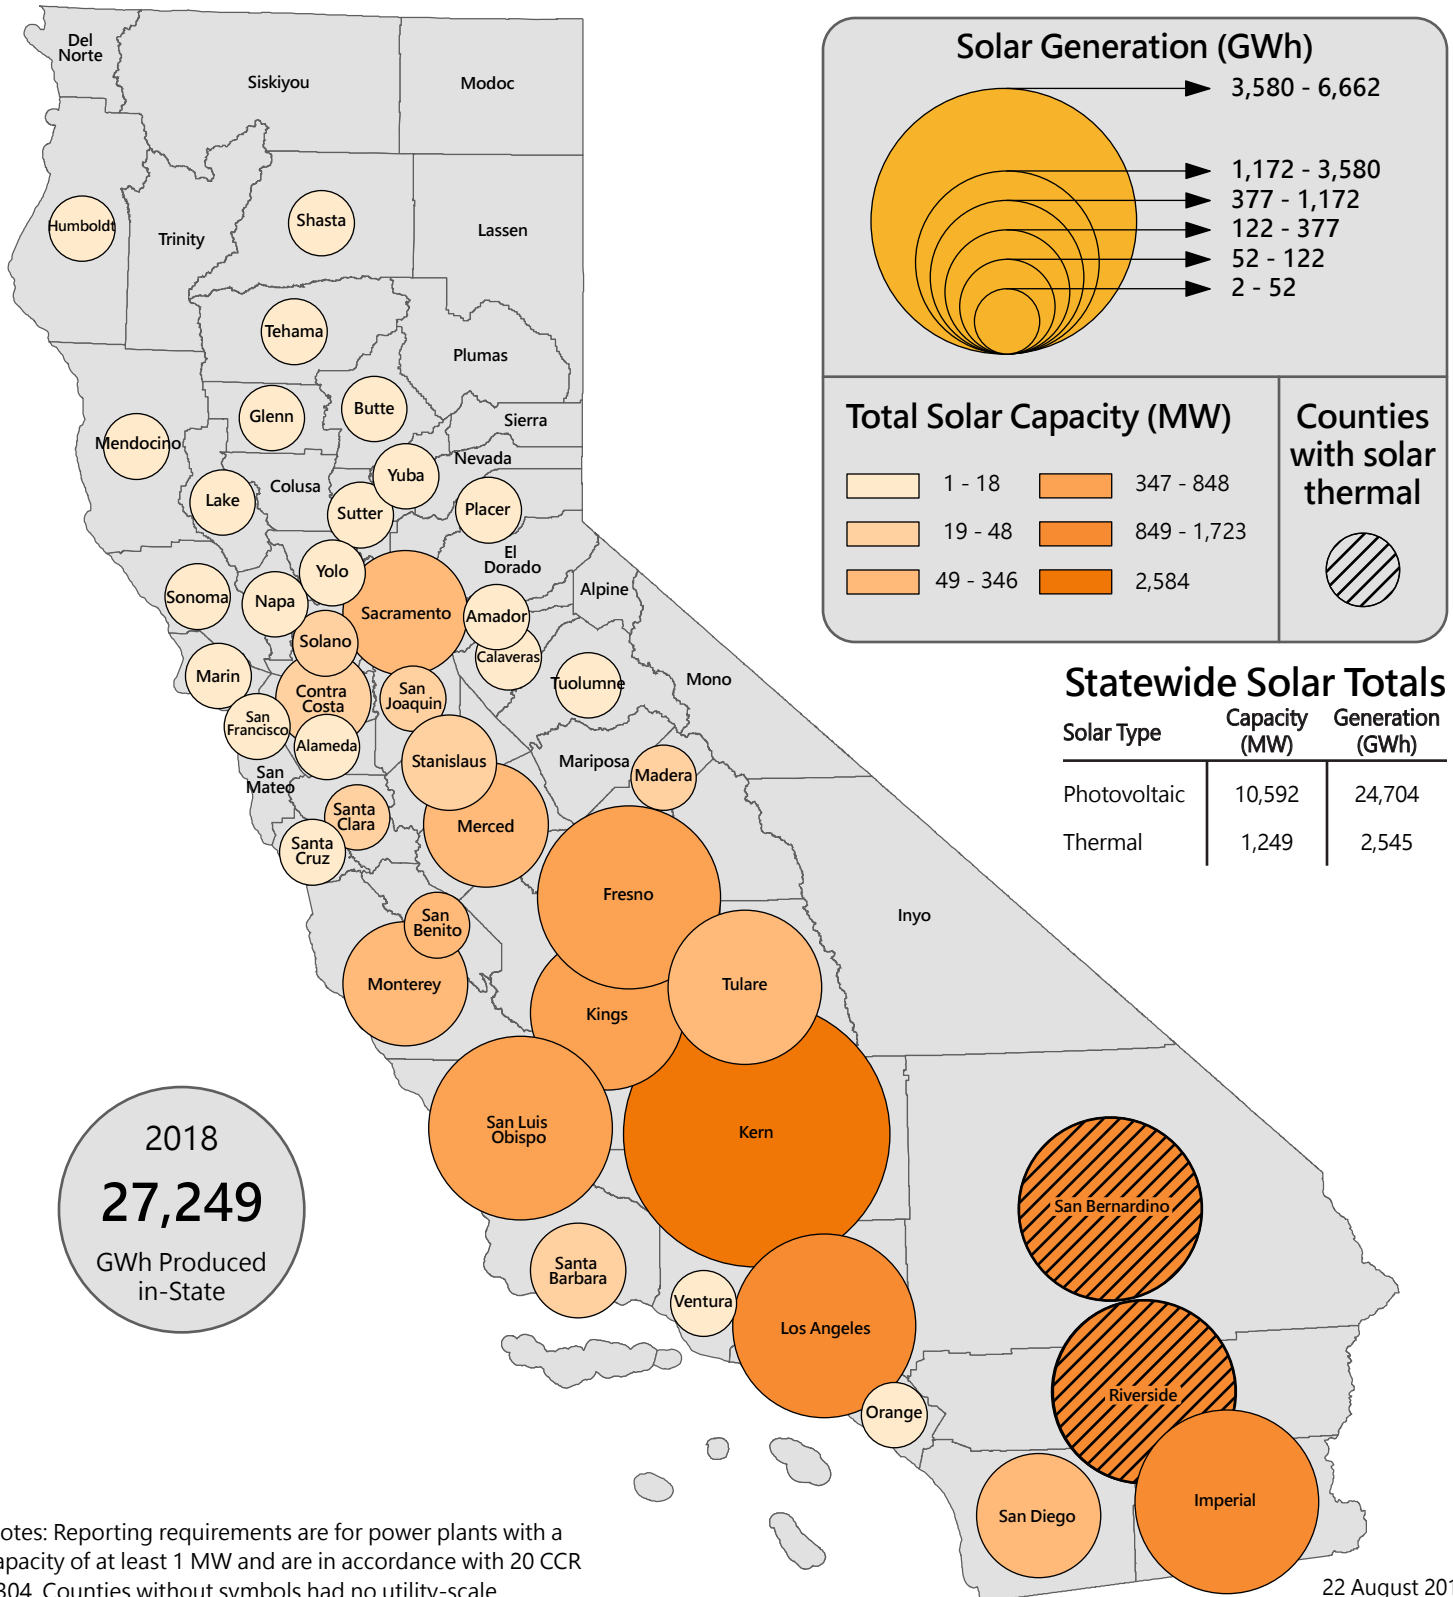 Del
Norte
Siskiyou
Modoc
Humboldt
Trinity
Shasta
Lassen
Tehama
Plumas
Mendocino
Glenn
Butte
Sierra
Nevada
Lake
Colusa
Yuba
Sutter
Placer
El
Dorado
Yolo
Alpine
Sonoma
Napa
Sacramento
Amador
Solano
Calaveras
Marin
Contra
Costa
San
Joaquin
Tuolumne
Mono
San
Francisco
Alameda
Stanislaus
Mariposa
Madera
San
Mateo
Santa
Clara
Merced
Santa
Cruz
Fresno
San
Benito
Inyo
Monterey
Kings
Tulare
San Luis
Obispo
Kern
San Bernardino
Santa
Barbara
Ventura
Los Angeles
Riverside
Orange
San Diego
Imperial
Solar Generation (GWh)
3,580 - 6,662
1,172 - 3,580
377 - 1,172
122 - 377
52 - 122
2 - 52
Total Solar Capacity (MW)
1 - 18
347 - 848
19 - 48
849 - 1,723
49 - 346
2,584
Counties
with solar
thermal
Statewide Solar Totals
Solar Type Capacity (MW) Generation (GWh)
Photovoltaic 10,592 24,704
Thermal 1,249 2,545
2018
27,249
GWh Produced
in-State
otes: Reporting requirements are for power plants with a
apacity of at least 1 MW and are in accordance with 20 CCR
304. Counties without symbols had no utility-scale
22 August 201